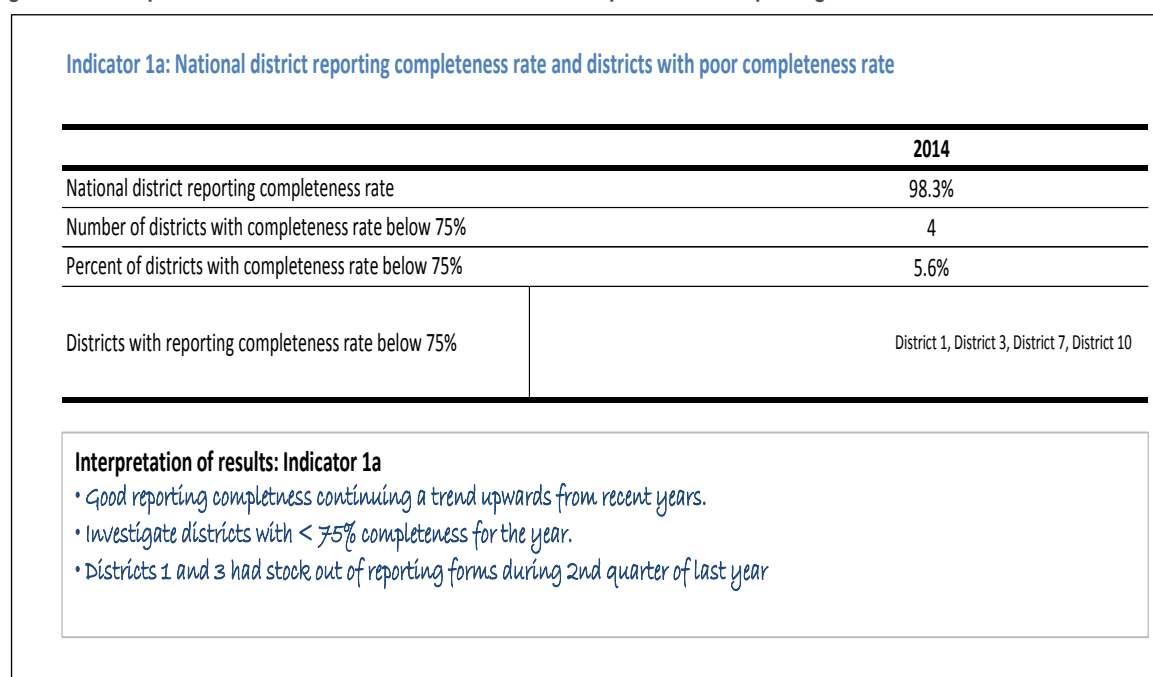 Indicator 1a: National district reporting completeness rate and districts with poor completeness rate
2014
National district reporting completeness rate 98.3%
Number of districts with completeness rate below 75% 4
Percent of districts with completeness rate below 75% 5.6%
Districts with reporting completeness rate below 75% District 1, District 3, District 7, District 10
Interpretation of results: Indicator 1a
• Good reporting completness continuing a trend upwards from recent years.
• Investigate districts with < 75% completeness for the year.
• Districts 1 and 3 had stock out of reporting forms during 2nd quarter of last year